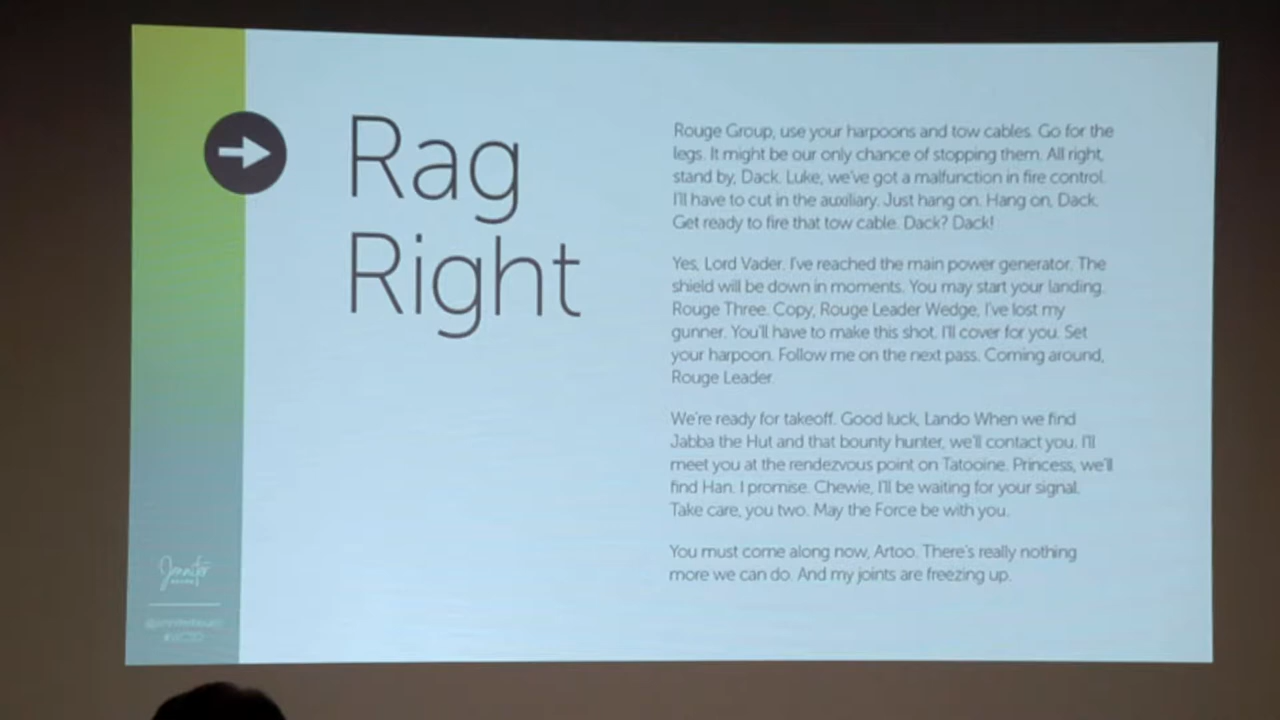 Rag
Right
Rouge Group, use your harpoons and tow cables. Go for the
legs. It might be our only chance of stopping them. All right,
stand by, Dack. Luke, we've got a malfunction in fire control.
I'll have to cut in the auxiliary. Just hang on. Hang on, Dack.
Get ready to fire that tow cable. Dack? Dack!
Yes, Lord Vader. I've reached the main power generator. The
shield will be down in moments. You may start your landing.
Rouge Three. Copy, Rouge Leader Wedge, I've lost my
gunner. You'll have to make this shot. I'll cover for you. Set
your harpoon. Follow me on the next pass. Coming around,
Rouge Leader.
We're ready for takeoff. Good luck, Lando When we find
Jabba the Hut and that bounty hunter, we'll contact you. I'll
meet you at the rendezvous point on Tatooine. Princess, we'll
find Han. I promise. Chewie, I'll be waiting for your signal.
Take care, you two. May the Force be with you.
You must come along now, Artoo. There's really nothing
more we can do. And my joints are freezing up.
Jennifer